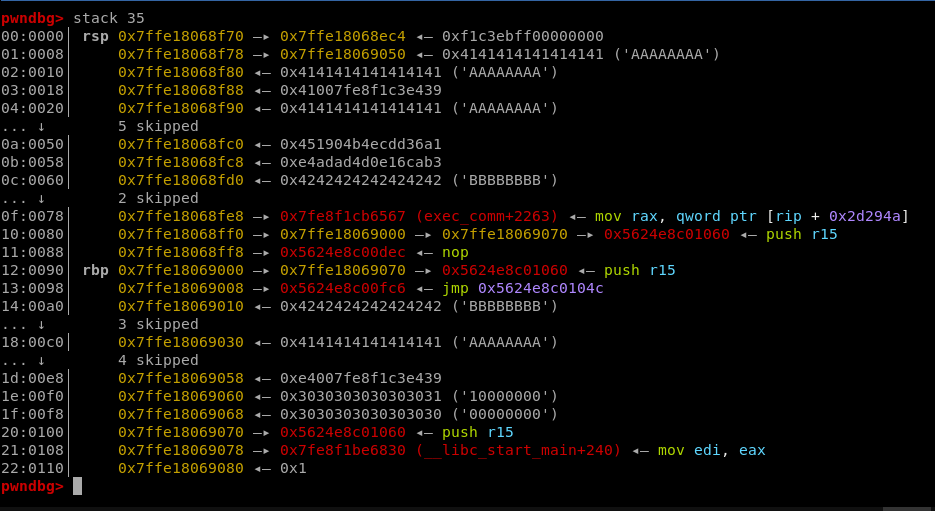 pwndbg> stack 35
00:0000│ rsp 0x7ffe18068f70 —▸ 0x7ffe18068ec4 ◂— 0xf1c3ebff00000000
01:0008│     0x7ffe18068f78 —▸ 0x7ffe18069050 ◂— 0x4141414141414141 ('AAAAAAAA')
02:0010│     0x7ffe18068f80 ◂— 0x4141414141414141 ('AAAAAAAA')
03:0018│     0x7ffe18068f88 ◂— 0x41007fe8f1c3e439
04:0020│     0x7ffe18068f90 ◂— 0x4141414141414141 ('AAAAAAAA')
... ↓        5 skipped
0a:0050│     0x7ffe18068fc0 ◂— 0x451904b4ecdd36a1
0b:0058│     0x7ffe18068fc8 ◂— 0xe4adad4d0e16cab3
0c:0060│     0x7ffe18068fd0 ◂— 0x4242424242424242 ('BBBBBBBB')
... ↓        2 skipped
0f:0078│     0x7ffe18068fe8 —▸ 0x7fe8f1cb6567 (exec_comm+2263) ◂— mov rax, qword ptr [rip + 0x2d294a]
10:0080│     0x7ffe18068ff0 —▸ 0x7ffe18069000 —▸ 0x7ffe18069070 —▸ 0x5624e8c01060 ◂— push r15
11:0088│     0x7ffe18068ff8 —▸ 0x5624e8c00dec ◂— nop
12:0090│ rbp 0x7ffe18069000 —▸ 0x7ffe18069070 —▸ 0x5624e8c01060 ◂— push r15
13:0098│     0x7ffe18069008 —▸ 0x5624e8c00fc6 ◂— jmp 0x5624e8c0104c
14:00a0│     0x7ffe18069010 ◂— 0x4242424242424242 ('BBBBBBBB')
... ↓        3 skipped
18:00c0│     0x7ffe18069030 ◂— 0x4141414141414141 ('AAAAAAAA')
... ↓        4 skipped
1d:00e8│     0x7ffe18069058 ◂— 0xe4007fe8f1c3e439
1e:00f0│     0x7ffe18069060 ◂— 0x3030303030303031 ('10000000')
1f:00f8│     0x7ffe18069068 ◂— 0x3030303030303030 ('00000000')
20:0100│     0x7ffe18069070 —▸ 0x5624e8c01060 ◂— push r15
21:0108│     0x7ffe18069078 —▸ 0x7fe8f1be6830 (__libc_start_main+240) ◂— mov edi, eax
22:0110│     0x7ffe18069080 ◂— 0x1
pwndbg>